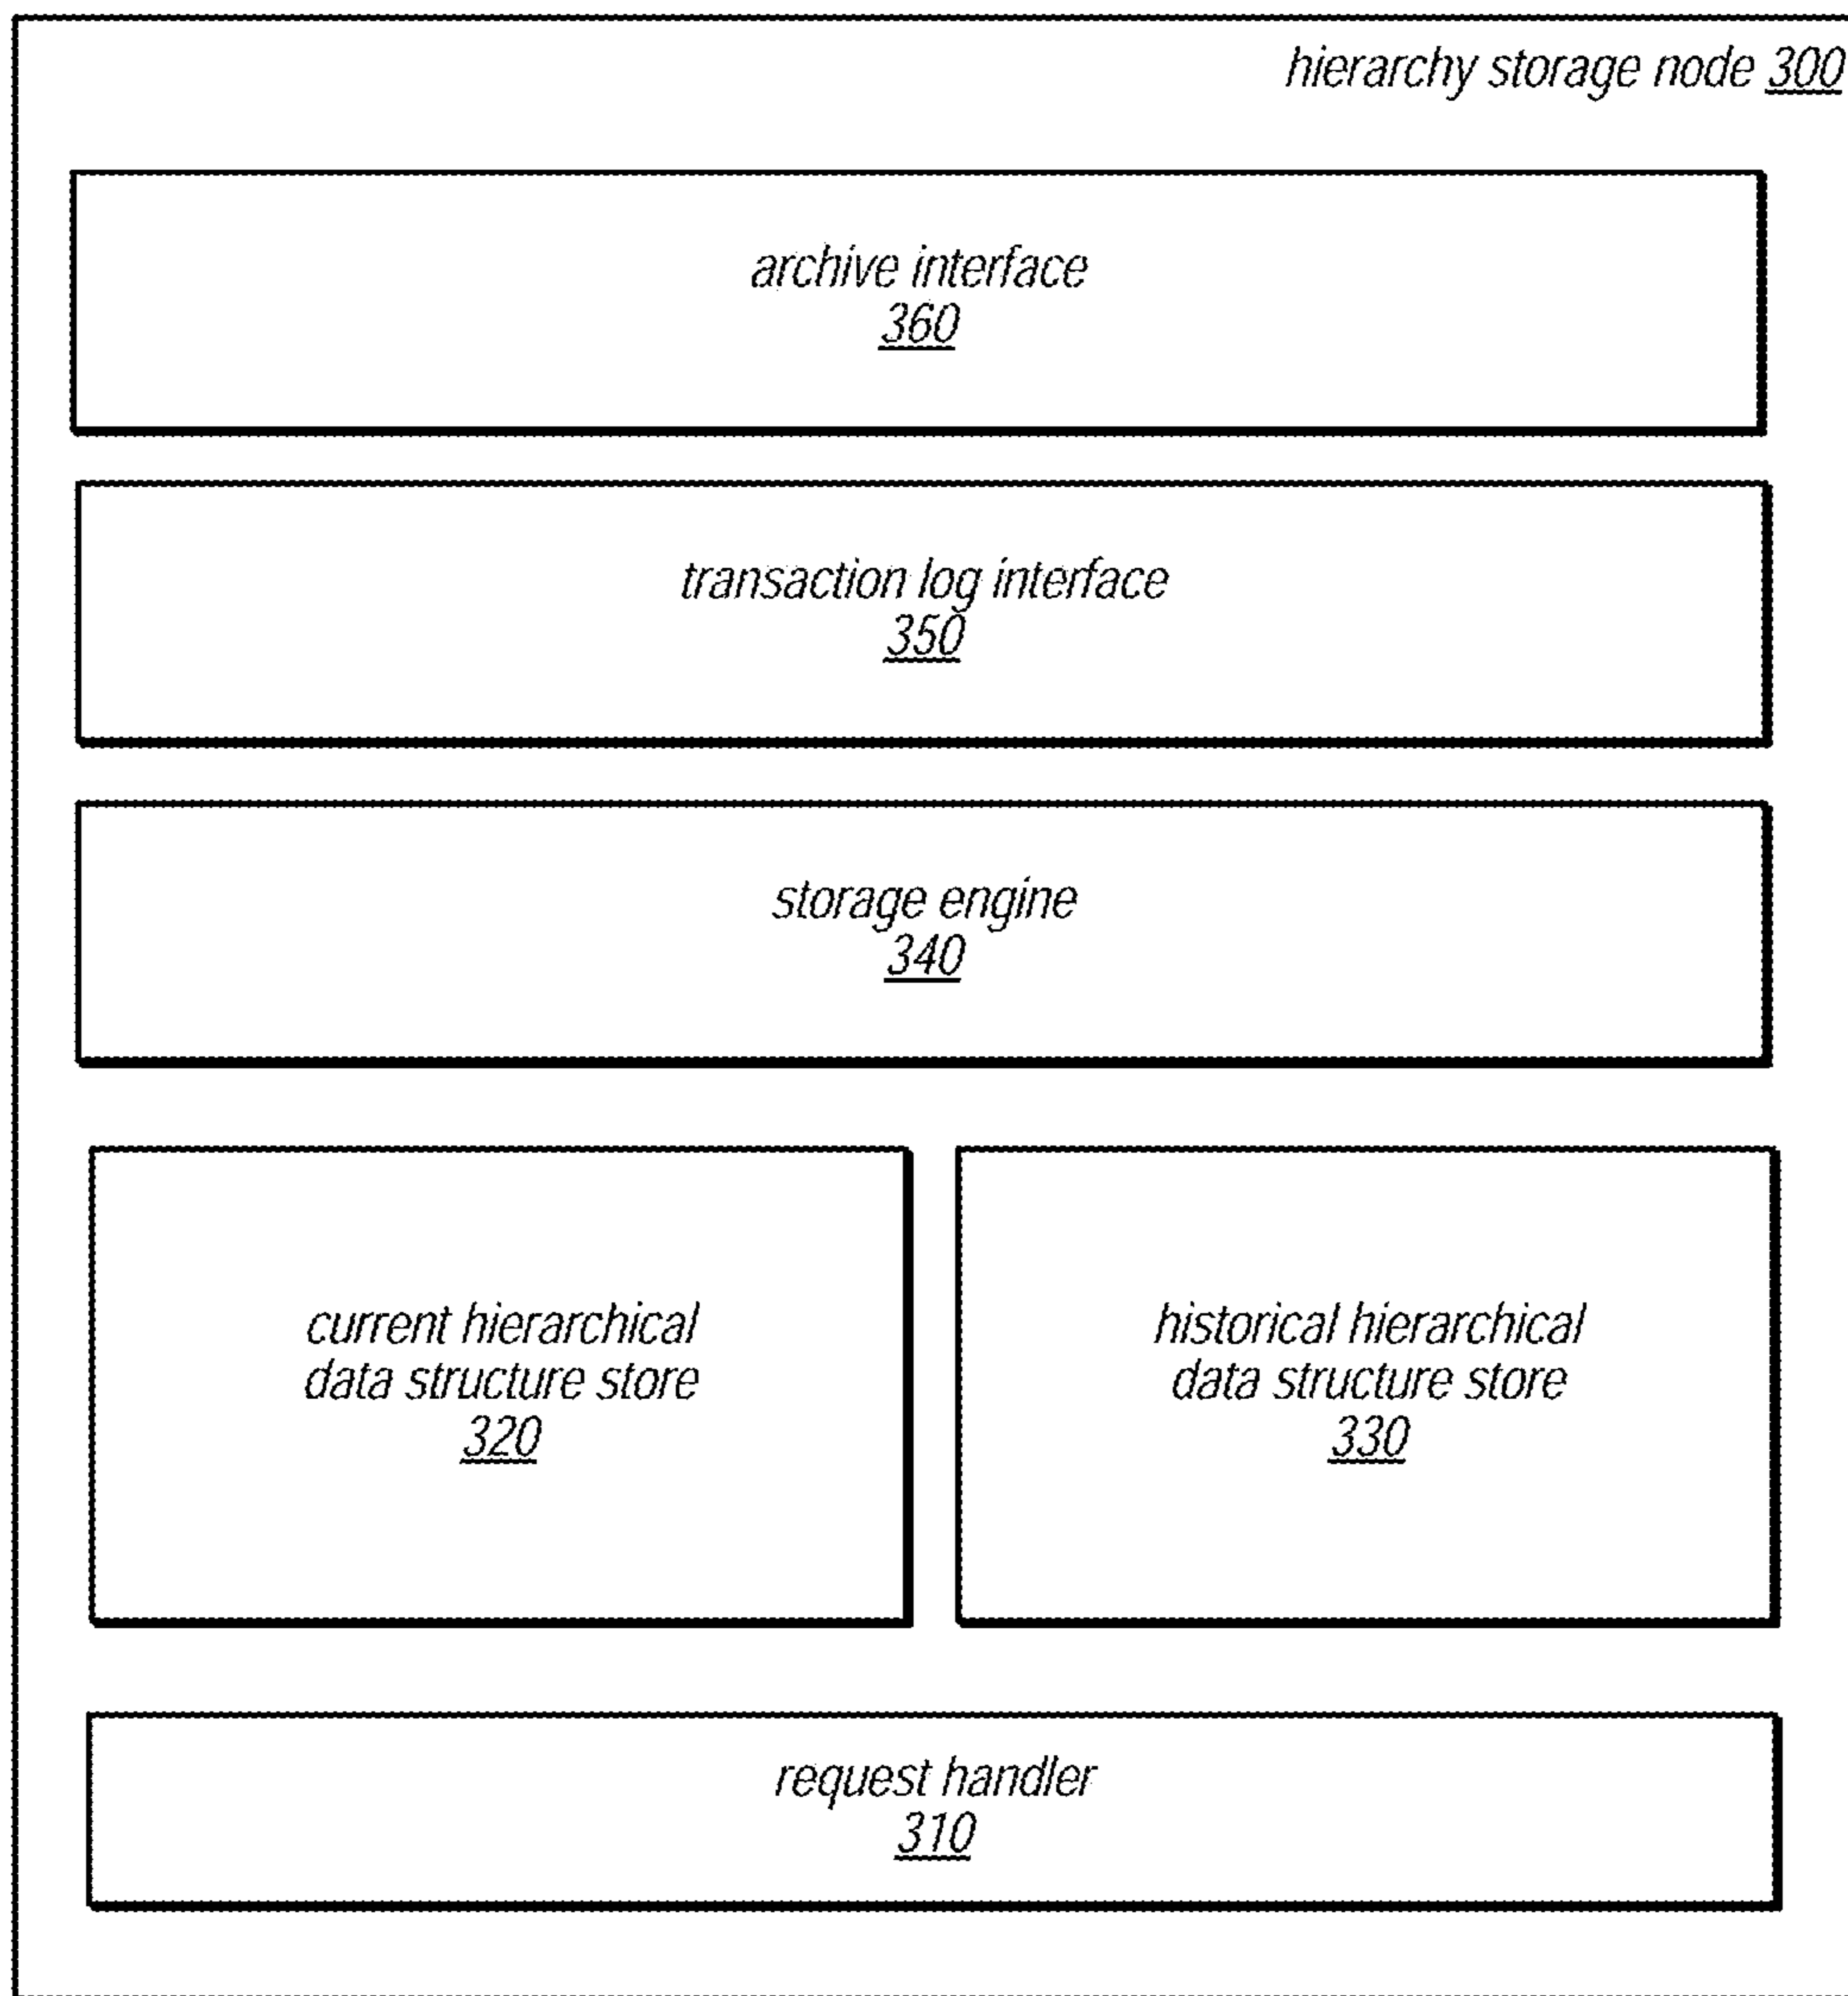 hierarchy storage node 300
archive interface
360
transaction log interface
350
storage engine
340
current hierarchical
data structure store
320
historical hierarchical
data structure store
330
request handler
310